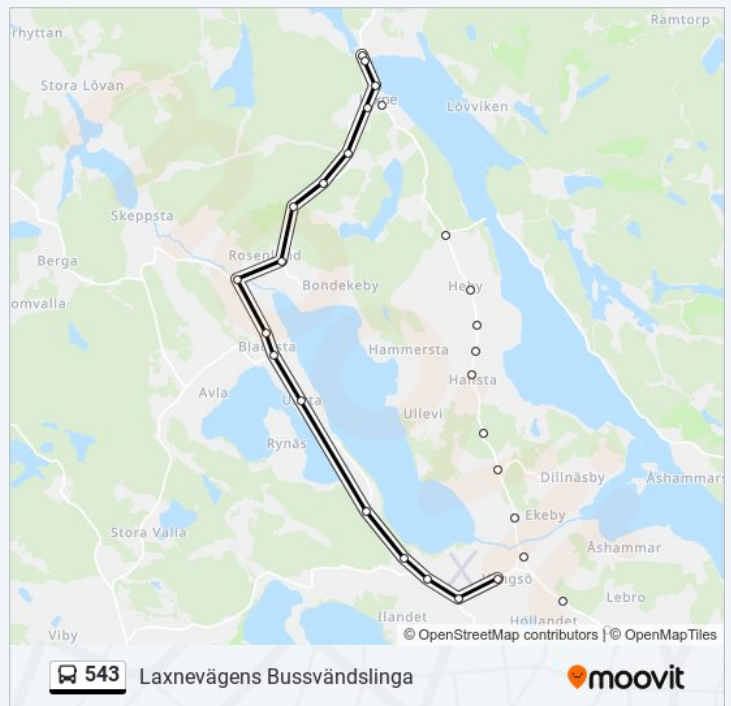 rhyttan
Ramtorp
Stora Lövan
Lövviken
Skeppsta
Berga
Rosenlund
Bondekeby
Heby
omvalla
Hammersta
Hansta
Avla
Ullevi
Rynäs
Dillnäsby
Åshammars
Ekeby
Stora Valla
Åshammar
Lebro
Ilandet
Hollandet
Viby
© OpenStreetMap contributors | © OpenMapTiles
543 Laxnevägens Bussvändslinga
moovit